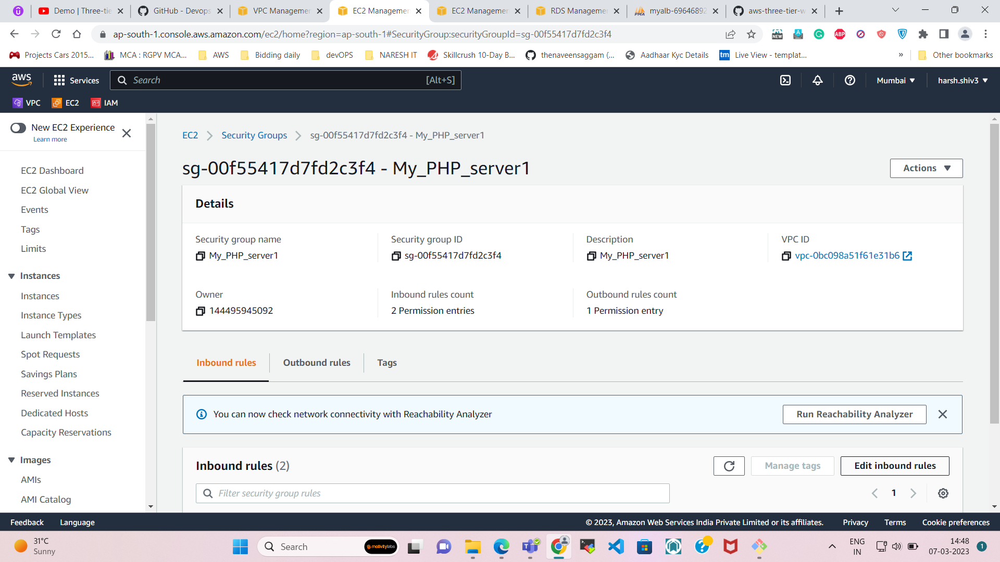 Demo | Three-tie
GitHub - Devops
VPC Managemen
EC2 Managemen
EC2 Managemen
RDS Managemen
myalb-69646892
aws-three-tier-w
ap-south-1.console.aws.amazon.com/ec2/home?region=ap-south-1#SecurityGroup:securityGroupId=sg-00f55417d7fd2c3f4
NEW
ABP
Projects Cars 2015...
MCA : RGPV MCA...
AWS
Bidding daily
devOPS
NARESH IT
Skillcrush 10-Day B...
thenaveensaggam (...
Aadhaar Kyc Details
tm
Live View - templat...
»
Other bookmarks
aws
Services
Search
[Alt+S]
Mumbai
harsh.shiv3
VPC
EC2
IAM
New EC2 Experience
Learn more
EC2 Dashboard
EC2 Global View
Events
Tags
Limits
Instances
Instances
Instance Types
Launch Templates
Spot Requests
Savings Plans
Reserved Instances
Dedicated Hosts
Capacity Reservations
Images
AMIs
AMI Catalog
EC2
Security Groups
sg-00f55417d7fd2c3f4 - My_PHP_server1
sg-00f55417d7fd2c3f4 - My_PHP_server1
Actions
Details
Security group name
My_PHP_server1
Security group ID
sg-00f55417d7fd2c3f4
Description
My_PHP_server1
VPC ID
vpc-0bc098a51f61e31b6
Owner
144495945092
Inbound rules count
2 Permission entries
Outbound rules count
1 Permission entry
Inbound rules
Outbound rules
Tags
You can now check network connectivity with Reachability Analyzer
Run Reachability Analyzer
Inbound rules (2)
Manage tags
Edit inbound rules
Filter security group rules
1
Feedback
Language
© 2023, Amazon Web Services India Private Limited or its affiliates.
Privacy
Terms
Cookie preferences
31°C
Sunny
Search
motivitylabs
ENG
IN
14:48
07-03-2023
1